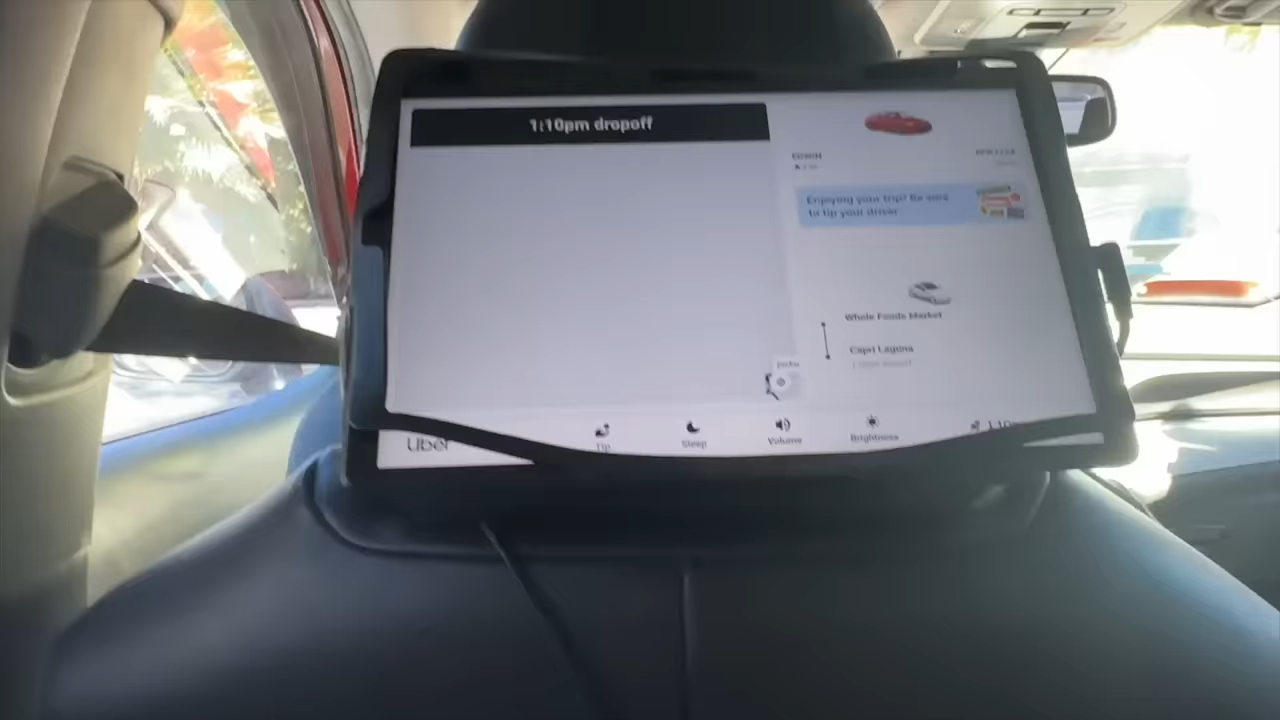 1:10pm dropoff
EDWIN
Enjoying your trip? Be sure
to tip your driver
Whole Foods Market
Capri Laguna
Uber
Tip
Sleep
Volume
Brightness